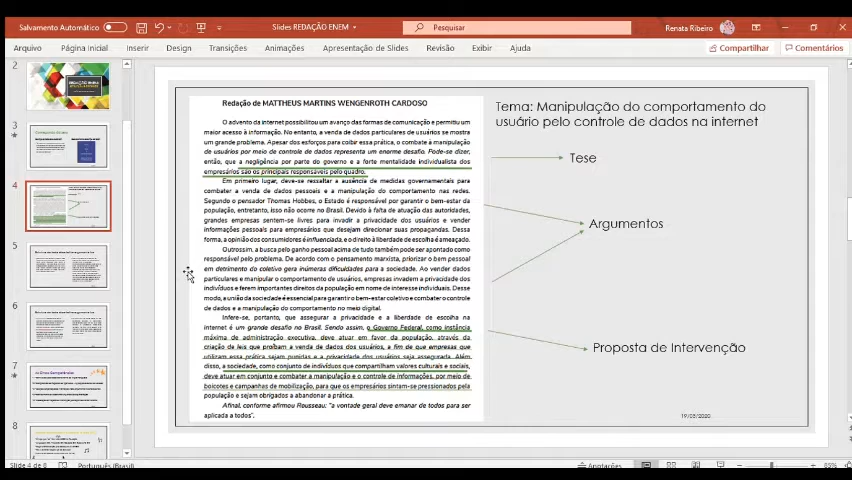 Salvamento Automático
Slides REDAÇÃO ENEM
Pesquisar
Renata Ribeiro
Arquivo
Página Inicial
Inserir
Design
Transições
Animações
Apresentação de Slides
Revisão
Exibir
Ajuda
Compartilhar
Comentários
2
3
4
5
6
7
8
Redação de MATTHEUS MARTINS WENGENROTH CARDOSO
O advento da internet possibilitou um avanço das formas de comunicação e permitiu um
maior acesso à informação. No entanto, a venda de dados particulares de usuários se mostra
um grande problema. Apesar dos esforços para coibir essa prática, o combate à manipulação
de usuários por meio de controle de dados representa um enorme desafio. Pode-se dizer,
então, que a negligência por parte do governo e a forte mentalidade individualista dos
empresários são os principais responsáveis pelo quadro.
Em primeiro lugar, deve-se ressaltar a ausência de medidas governamentais para
combater a venda de dados pessoais e a manipulação do comportamento nas redes.
Segundo o pensador Thomas Hobbes, o Estado é responsável por garantir o bem-estar da
população, entretanto, isso não ocorre no Brasil. Devido à falta de atuação das autoridades,
grandes empresas sentem-se livres para invadir a privacidade dos usuários e vender
informações pessoais para empresários que desejam direcionar suas propagandas. Dessa
forma, a opinião dos consumidores é influenciada, e o direito à liberdade de escolha é ameaçado.
Outrossim, a busca pelo ganho pessoal acima de tudo também pode ser apontado como
responsável pelo problema. De acordo com o pensamento marxista, priorizar o bem pessoal
em detrimento do coletivo gera inúmeras dificuldades para a sociedade. Ao vender dados
particulares e manipular o comportamento de usuários, empresas invadem a privacidade dos
indivíduos e ferem importantes direitos da população em nome de interesse individuais. Desse
modo, a união da sociedade é essencial para garantir o bem-estar coletivo e combater o controle
de dados e a manipulação do comportamento no meio digital.
Infere-se, portanto, que assegurar a privacidade e a liberdade de escolha na
internet é um grande desafio no Brasil. Sendo assim, o Governo Federal, como instância
máxima de administração executiva, deve atuar em favor da população, através da
criação de leis que proíbam a venda de dados dos usuários, a fim de que empresas que
utilizam essa prática sejam punidas e a privacidade dos usuários seja assegurada. Além
disso, a sociedade, como conjunto de indivíduos que compartilham valores culturais e sociais,
deve atuar em conjunto e combater a manipulação e o controle de informações, por meio de
boicotes e campanhas de mobilização, para que os empresários sintam-se pressionados pela
população e sejam obrigados a abandonar a prática.
Afinal, conforme afirmou Rousseau: "a vontade geral deve emanar de todos para ser
aplicada a todos".
Tema: Manipulação do comportamento do
usuário pelo controle de dados na internet
Tese
Argumentos
Proposta de Intervenção
19/05/2020
Slide 4 de 8
Português (Brasil)
Anotações
85%